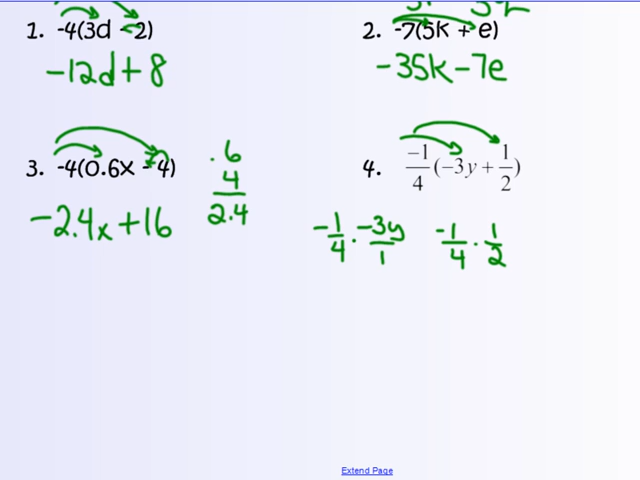 1. -4(3d - 2)
-12d + 8
2. -7(5k + e)
-35k - 7e
3. -4(0.6x - 4)
.6
4
2.4
-2.4x + 16
4. -1/4(-3y + 1/2)
-1/4 · -3y/1 -1/4 · 1/2
Extend Page